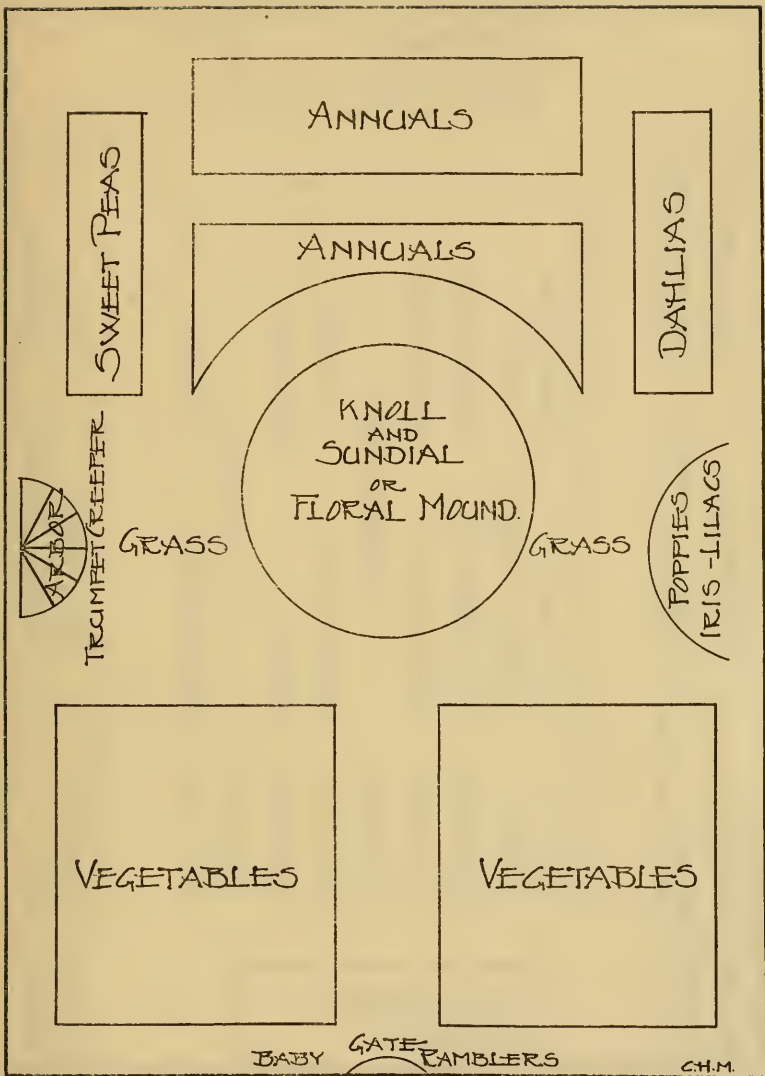 ANNUALS
SWEET PEAS
ANNUALS
DAHLIAS
KNOLL
AND
SUNDIAL
OR
FLORAL MOUND.
ARBOR
TRUMPET CREEPER
GRASS
GRASS
POPPIES
IRIS-LILACS
VEGETABLES
VEGETABLES
GATE
BABY RAMBLERS
C.H.M.